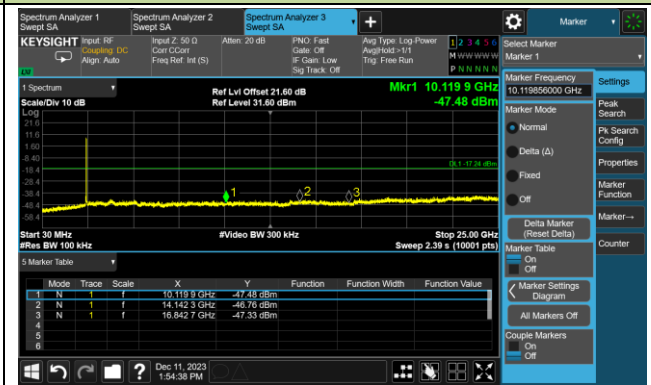 Spectrum Analyzer 1
Swept SA
Spectrum Analyzer 2
Swept SA
Spectrum Analyzer 3
Swept SA
+
Marker
KEYSIGHT
Input: RF
Coupling: DC
Align: Auto
Input Z: 50 Ω
Corr CCorr
Freq Ref: Int (S)
Atten: 20 dB
PNO: Fast
Gate: Off
IF Gain: Low
Sig Track: Off
Avg Type: Log-Power
Avg|Hold:>1/1
Trig: Free Run
1 2 3 4 5 6
M W W W W W
P N N N N N
LU
Select Marker
Marker 1
1 Spectrum
Scale/Div 10 dB
Log
Ref Lvl Offset 21.60 dB
Ref Level 31.60 dBm
Mkr1 10.119 9 GHz
-47.48 dBm
21.6
11.6
1.60
-8.40
-18.4
-28.4
-38.4
-48.4
-58.4
DL1 -17.24 dBm
1
2
3
Start 30 MHz
#Res BW 100 kHz
#Video BW 300 kHz
Stop 25.00 GHz
Sweep 2.39 s (10001 pts)
5 Marker Table
Mode Trace Scale X Y Function Function Width Function Value
1 N 1 f 10.119 9 GHz -47.48 dBm
2 N 1 f 14.142 3 GHz -46.76 dBm
3 N 1 f 16.842 7 GHz -47.33 dBm
4
5
6
Marker Frequency
10.119856000 GHz
Marker Mode
Normal
Delta (Δ)
Fixed
Off
Delta Marker
(Reset Delta)
Marker Table
On
Off
Marker Settings
Diagram
All Markers Off
Couple Markers
On
Off
Settings
Peak
Search
Pk Search
Config
Properties
Marker
Function
Marker→
Counter
?
Dec 11, 2023
1:54:38 PM